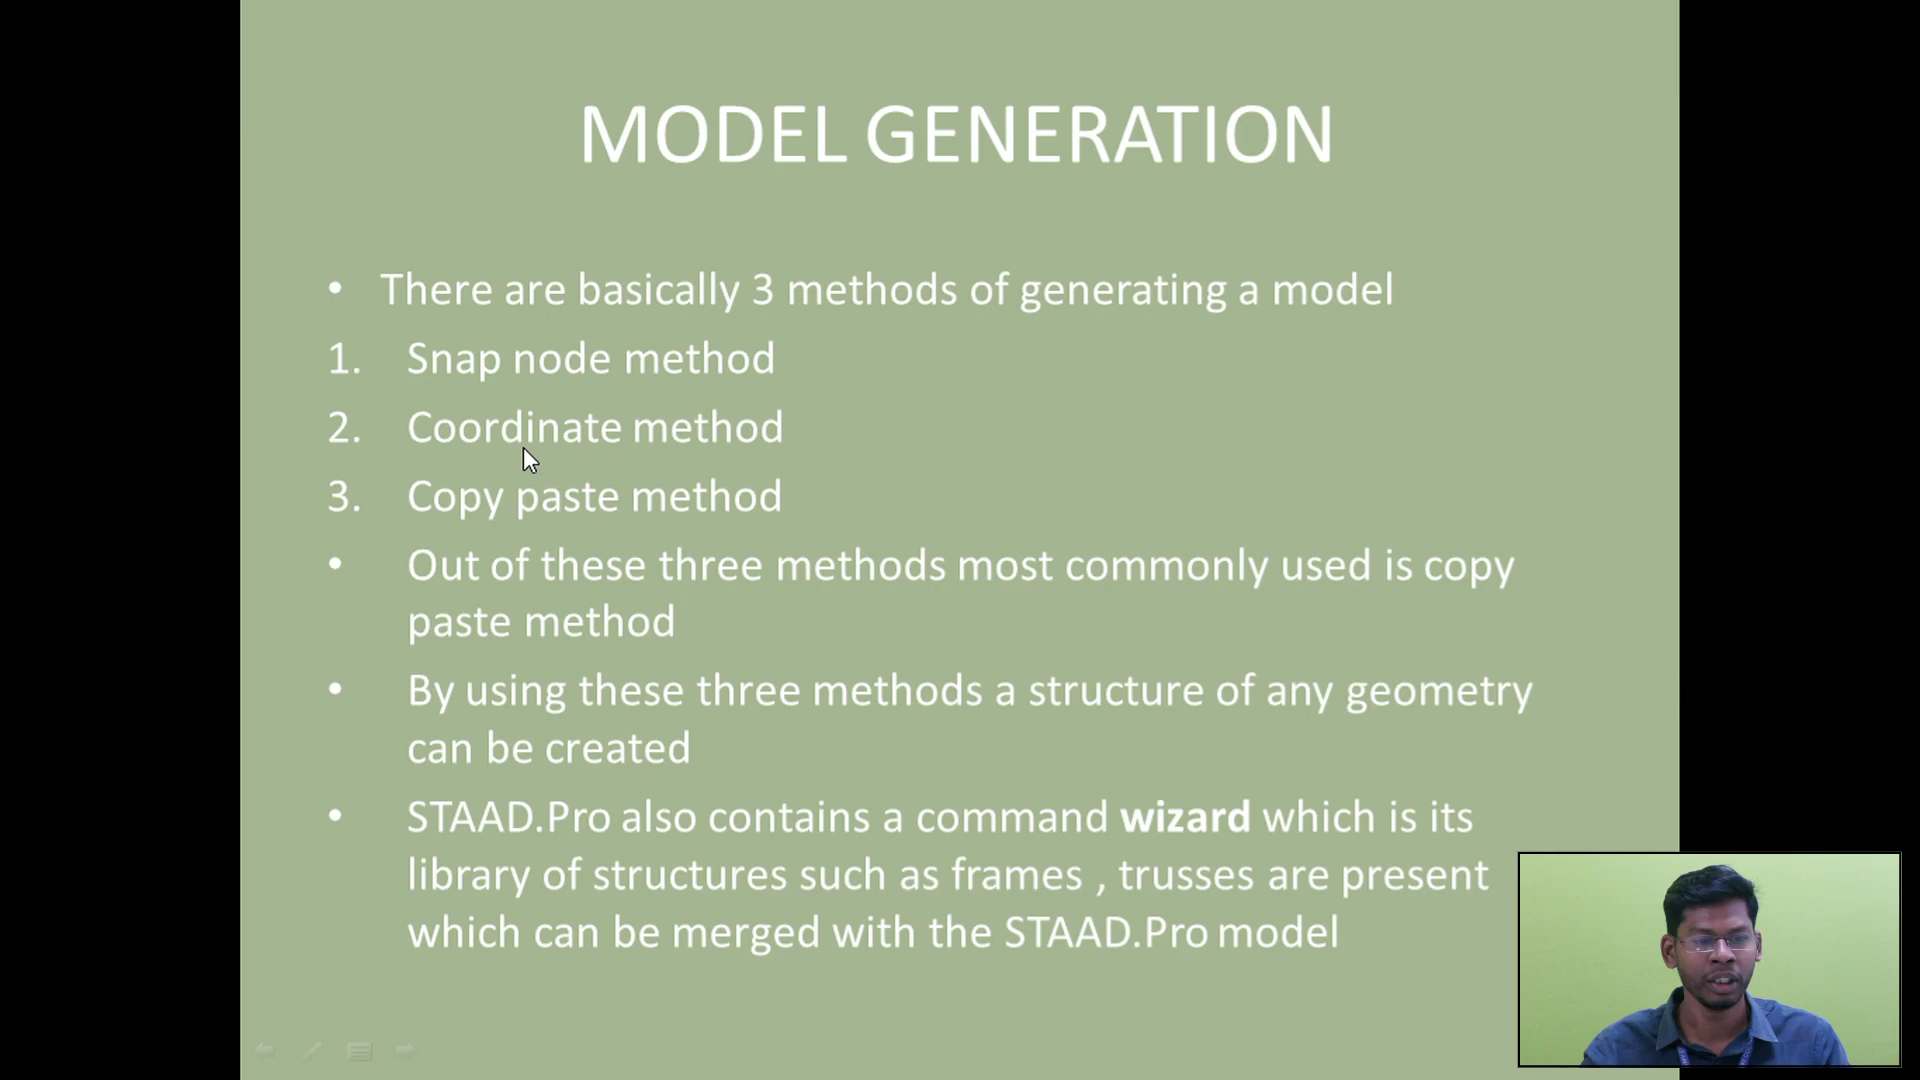 MODEL GENERATION
• There are basically 3 methods of generating a model
1. Snap node method
2. Coordinate method
3. Copy paste method
• Out of these three methods most commonly used is copy
paste method
• By using these three methods a structure of any geometry
can be created
• STAAD.Pro also contains a command wizard which is its
library of structures such as frames , trusses are present
which can be merged with the STAAD.Pro model